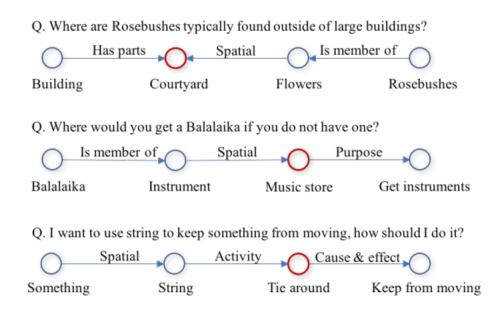 Q. Where are Rosebushes typically found outside of large buildings?
Has parts Spatial Is member of
Building Courtyard Flowers Rosebushes
Q. Where would you get a Balalaika if you do not have one?
Is member of Spatial Purpose
Balalaika Instrument Music store Get instruments
Q. I want to use string to keep something from moving, how should I do it?
Spatial Activity Cause & effect
Something String Tie around Keep from moving